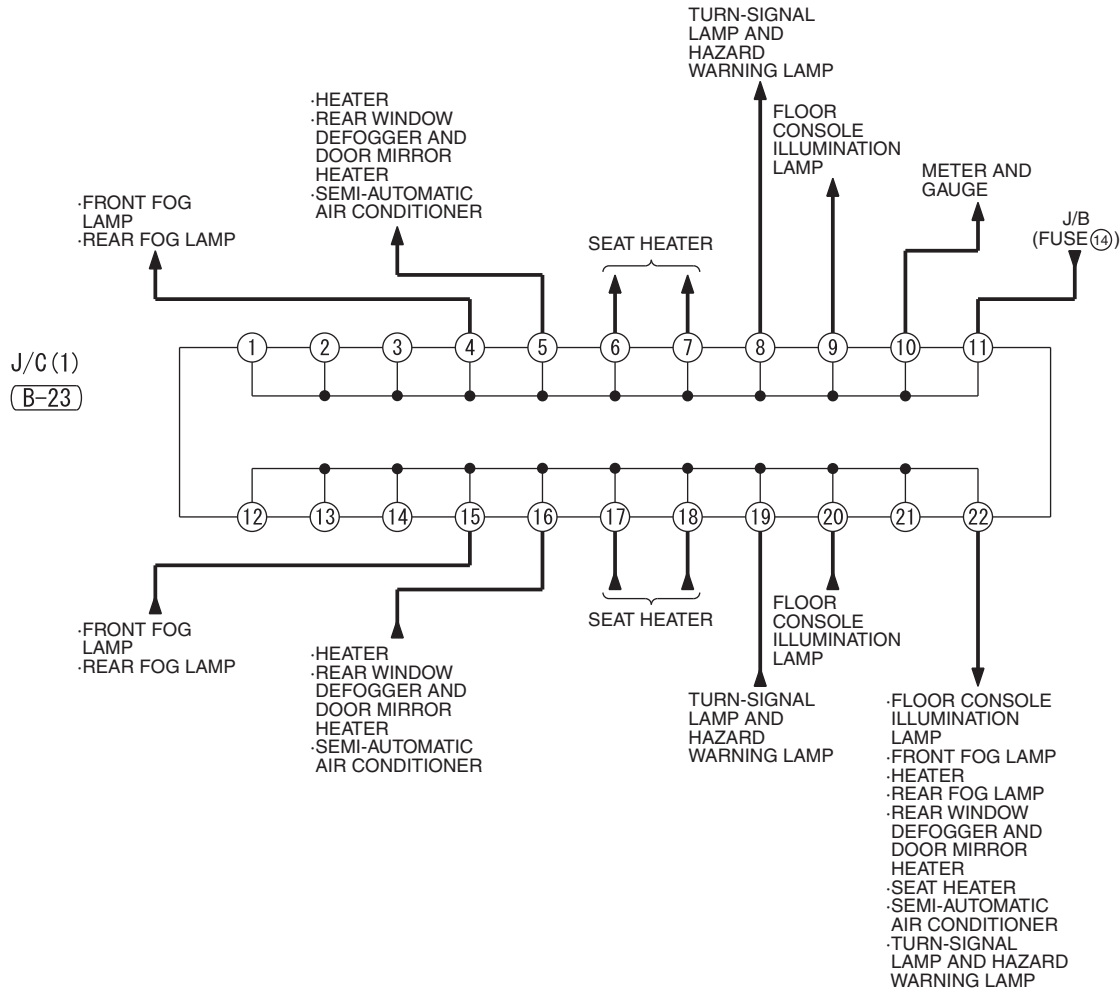 TURN-SIGNAL
LAMP AND
HAZARD
WARNING LAMP
·HEATER
·REAR WINDOW
DEFOGGER AND
DOOR MIRROR
HEATER
·SEMI-AUTOMATIC
AIR CONDITIONER
FLOOR
CONSOLE
ILLUMINATION
LAMP
METER AND
GAUGE
·FRONT FOG
LAMP
·REAR FOG LAMP
J/B
(FUSE⑭)
SEAT HEATER
J/C (1)
B-23
① ② ③ ④ ⑤ ⑥ ⑦ ⑧ ⑨ ⑩ ⑪
⑫ ⑬ ⑭ ⑮ ⑯ ⑰ ⑱ ⑲ ⑳ ㉑ ㉒
·FRONT FOG
LAMP
·REAR FOG LAMP
·HEATER
·REAR WINDOW
DEFOGGER AND
DOOR MIRROR
HEATER
·SEMI-AUTOMATIC
AIR CONDITIONER
SEAT HEATER
TURN-SIGNAL
LAMP AND
HAZARD
WARNING LAMP
FLOOR
CONSOLE
ILLUMINATION
LAMP
·FLOOR CONSOLE
ILLUMINATION
LAMP
·FRONT FOG LAMP
·HEATER
·REAR FOG LAMP
·REAR WINDOW
DEFOGGER AND
DOOR MIRROR
HEATER
·SEAT HEATER
·SEMI-AUTOMATIC
AIR CONDITIONER
·TURN-SIGNAL
LAMP AND HAZARD
WARNING LAMP